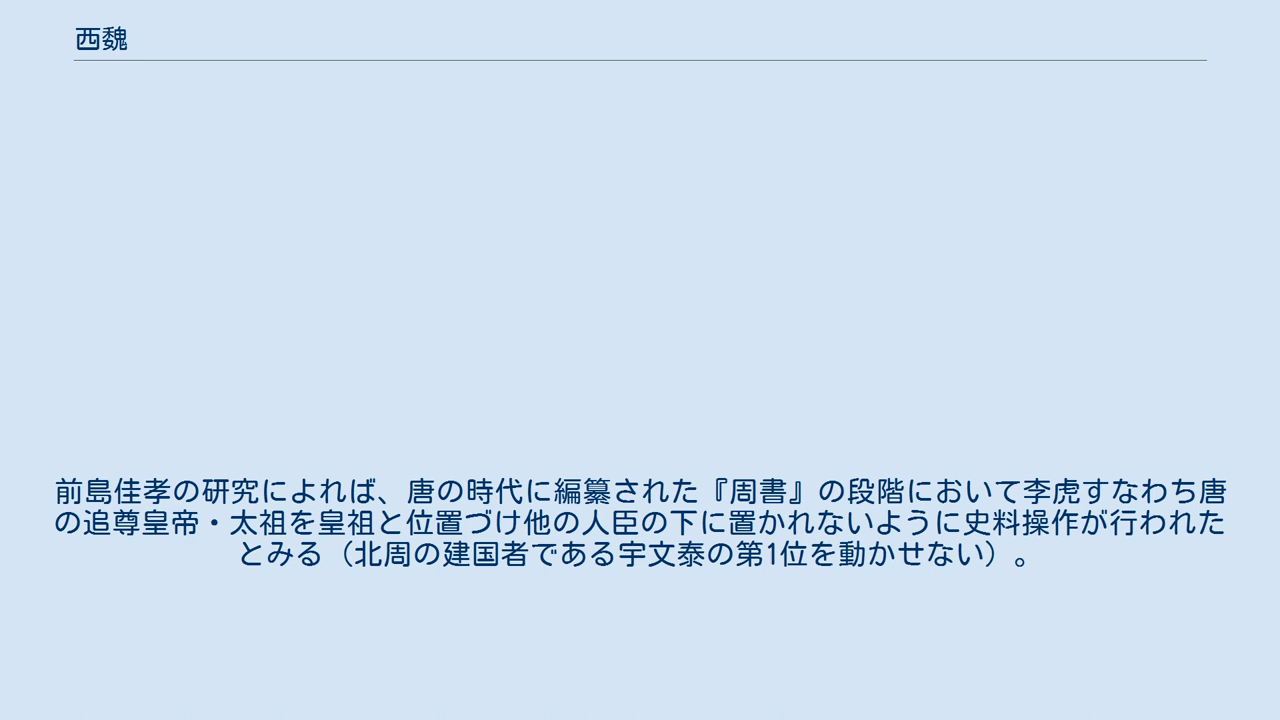 西魏
前島佳孝の研究によれば、唐の時代に編纂された『周書』の段階において李虎すなわち唐
の追尊皇帝・太祖を皇祖と位置づけ他の人臣の下に置かれないように史料操作が行われた
とみる（北周の建国者である宇文泰の第1位を動かせない）。